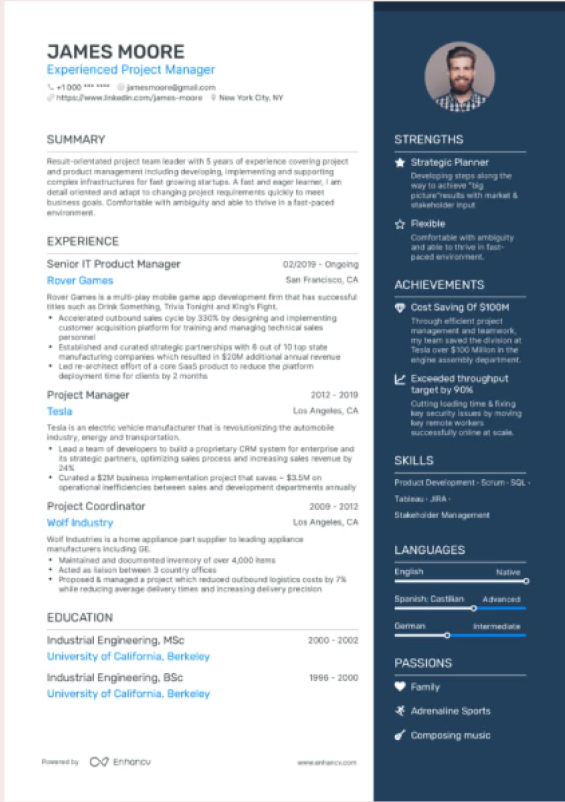 JAMES MOORE
Experienced Project Manager
+1 000 *** **** jamesmoore@gmail.com
https://www.linkedin.com/james-moore New York City, NY
SUMMARY
Result-orientated project team leader with 5 years of experience covering project
and product management including developing, implementing and supporting
complex infrastructures for fast growing startups. A fast and eager learner, I am
detail oriented and adapt to changing project requirements quickly to meet
business goals. Comfortable with ambiguity and able to thrive in a fast-paced
environment.
EXPERIENCE
Senior IT Product Manager 02/2019 - Ongoing
Rover Games San Francisco, CA
Rover Games is a multi-play mobile game app development firm that has successful
titles such as Drink Something, Trivia Tonight and King's Fight.
• Accelerated outbound sales cycle by 330% by designing and implementing
customer acquisition platform for training and managing technical sales
personnel
• Established and curated strategic partnerships with 6 out of 10 top state
manufacturing companies which resulted in $20M additional annual revenue
• Led re-architect effort of a core SaaS product to reduce the platform
deployment time for clients by 2 months
Project Manager 2012 - 2019
Tesla Los Angeles, CA
Tesla is an electric vehicle manufacturer that is revolutionizing the automobile
industry, energy and transportation.
• Lead a team of developers to build a proprietary CRM system for enterprise and
its strategic partners, optimizing sales process and increasing sales revenue by
24%
• Curated a $2M business implementation project that saves ~ $3.5M on
operational inefficiencies between sales and development departments annually
Project Coordinator 2009 - 2012
Wolf Industry Los Angeles, CA
Wolf Industries is a home appliance part supplier to leading appliance
manufacturers including GE.
• Maintained and documented inventory of over 4,000 items
• Acted as liaison between 3 country offices
• Proposed & managed a project which reduced outbound logistics costs by 7%
while reducing average delivery times and increasing delivery precision
EDUCATION
Industrial Engineering, MSc 2000 - 2002
University of California, Berkeley
Industrial Engineering, BSc 1996 - 2000
University of California, Berkeley
Powered by Enhancv www.enhancv.com
STRENGTHS
Strategic Planner
Developing steps along the
way to achieve "big
picture"results with market &
stakeholder input
Flexible
Comfortable with ambiguity
and able to thrive in fast-
paced environment.
ACHIEVEMENTS
Cost Saving Of $100M
Through efficient project
management and teamwork,
my team saved the division at
Tesla over $100 Million in the
engine assembly department.
Exceeded throughput
target by 90%
Cutting loading time & fixing
key security issues by moving
key remote workers
successfully online at scale.
SKILLS
Product Development · Scrum · SQL ·
Tableau · JIRA ·
Stakeholder Management
LANGUAGES
English Native
Spanish: Castilian Advanced
German Intermediate
PASSIONS
Family
Adrenaline Sports
Composing music